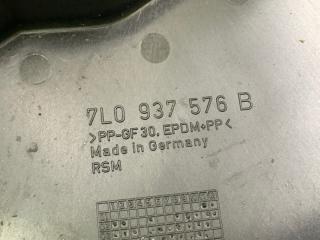 7L0 937 576 B
>PP-GF30.EPDM+PP<
Made in Germany
RSM